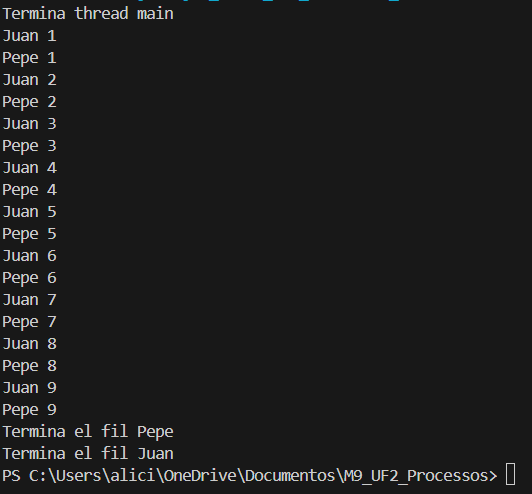 Termina thread main
Juan 1
Pepe 1
Juan 2
Pepe 2
Juan 3
Pepe 3
Juan 4
Pepe 4
Juan 5
Pepe 5
Juan 6
Pepe 6
Juan 7
Pepe 7
Juan 8
Pepe 8
Juan 9
Pepe 9
Termina el fil Pepe
Termina el fil Juan
PS C:\Users\alici\OneDrive\Documentos\M9_UF2_Processos>